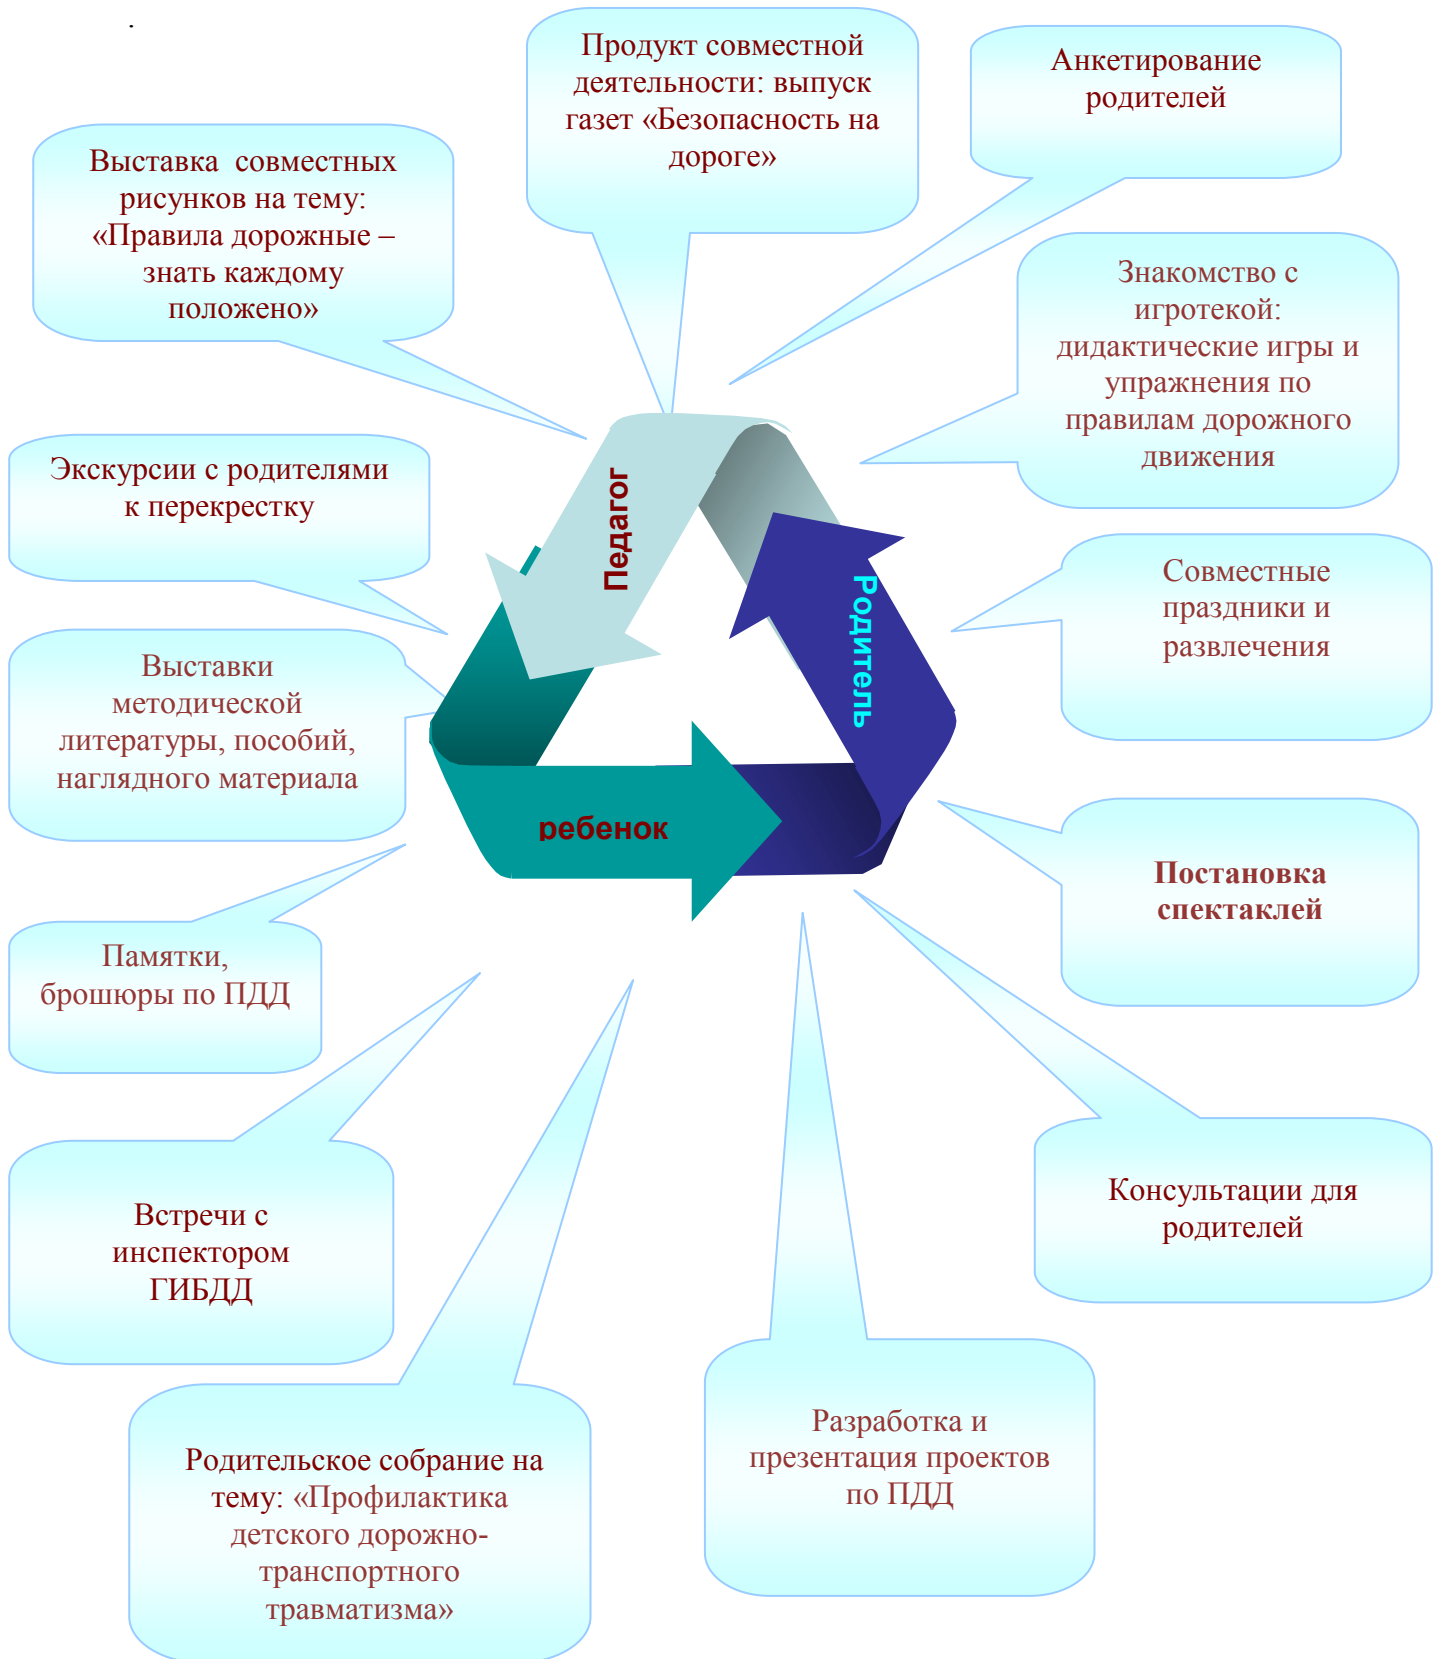 .
Продукт совместной
деятельности: выпуск
газет «Безопасность на
дороге»
Анкетирование
родителей
Выставка совместных
рисунков на тему:
«Правила дорожные –
знать каждому
положено»
Знакомство с
игротекой:
дидактические игры и
упражнения по
правилам дорожного
движения
Экскурсии с родителями
к перекрестку
Педагог
Родитель
ребенок
Совместные
праздники и
развлечения
Выставки
методической
литературы, пособий,
наглядного материала
Постановка
спектаклей
Памятки,
брошюры по ПДД
Консультации для
родителей
Встречи с
инспектором
ГИБДД
Разработка и
презентация проектов
по ПДД
Родительское собрание на
тему: «Профилактика
детского дорожно-
транспортного
травматизма»